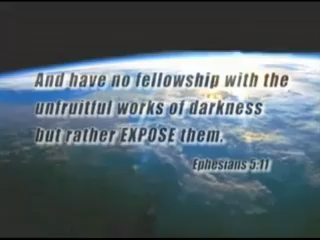 And have no fellowship with the
unfruitful works of darkness
but rather EXPOSE them.
Ephesians 5:11